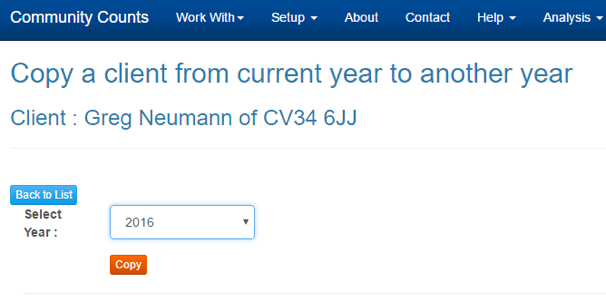 Community Counts Work With Setup About Contact Help Analysis
Copy a client from current year to another year
Client : Greg Neumann of CV34 6JJ
Back to List
Select
Year :
2016
Copy